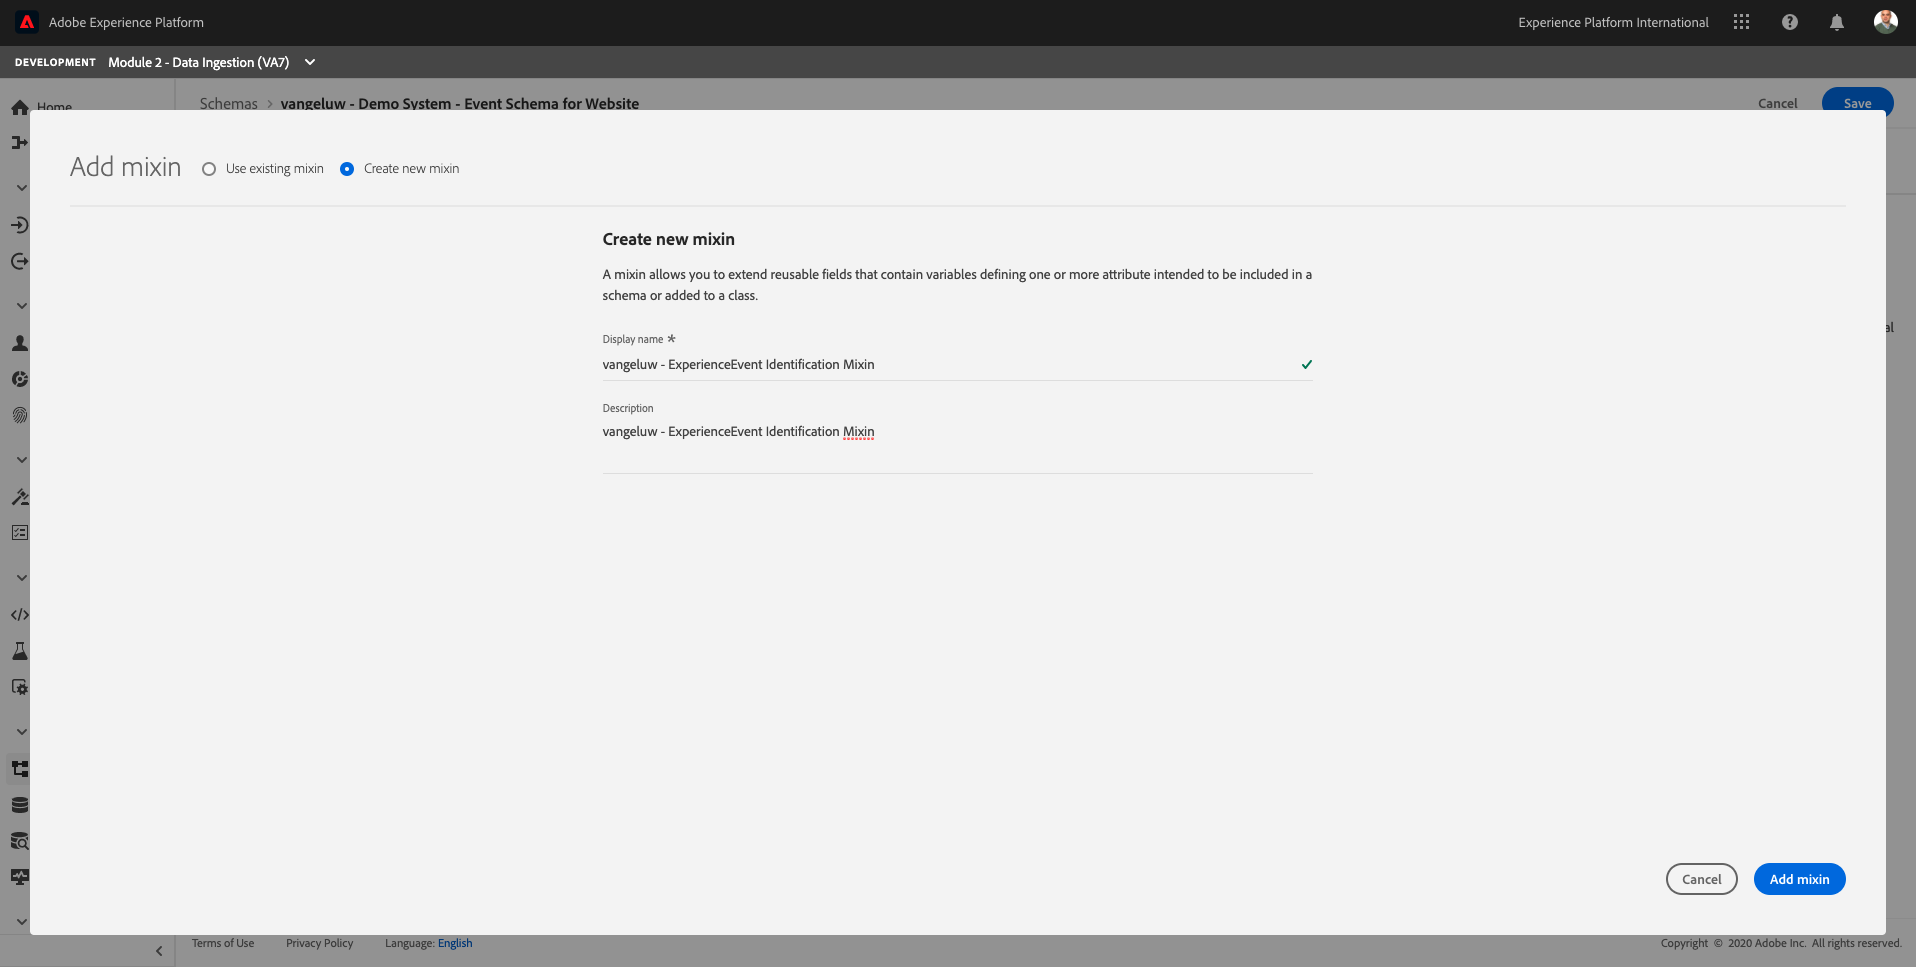 Adobe Experience Platform
Experience Platform International
DEVELOPMENT Module 2 - Data Ingestion (VA7)
Home
Schemas > vangeluw - Demo System - Event Schema for Website
Cancel
Save
Add mixin
Use existing mixin
Create new mixin
Create new mixin
A mixin allows you to extend reusable fields that contain variables defining one or more attribute intended to be included in a
schema or added to a class.
Display name *
vangeluw - ExperienceEvent Identification Mixin
Description
vangeluw - ExperienceEvent Identification Mixin
Cancel
Add mixin
Terms of Use
Privacy Policy
Language: English
Copyright © 2020 Adobe Inc. All rights reserved.